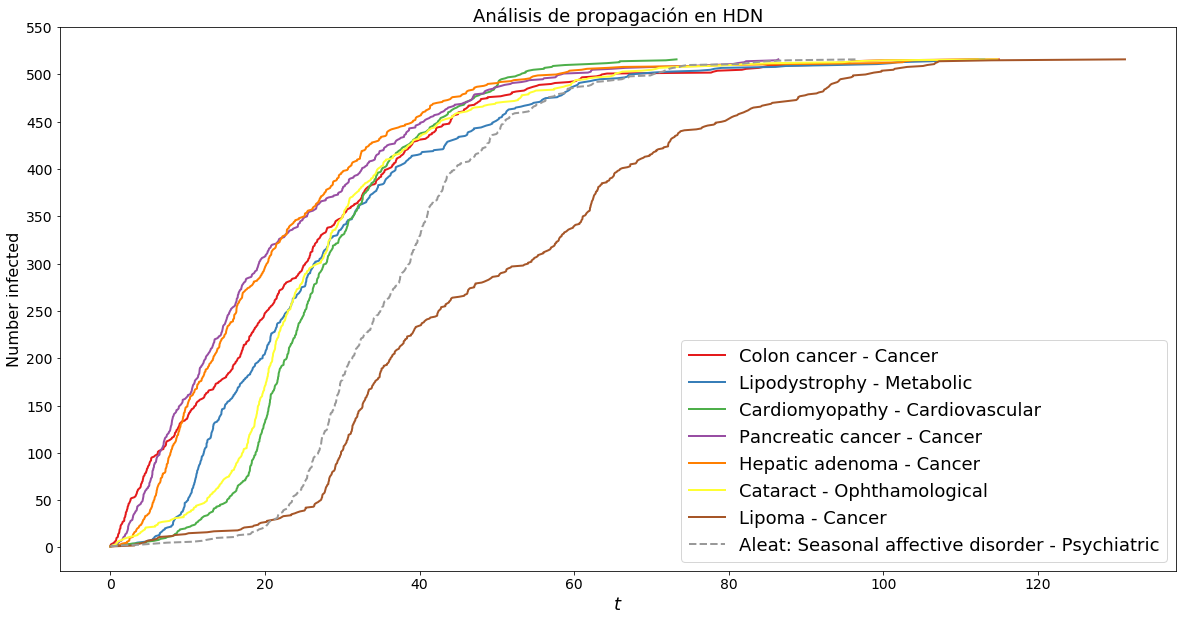 Análisis de propagación en HDN
550
500
450
400
350
300
250
200
150
100
50
0
Number infected
Colon cancer - Cancer
Lipodystrophy - Metabolic
Cardiomyopathy - Cardiovascular
Pancreatic cancer - Cancer
Hepatic adenoma - Cancer
Cataract - Ophthamological
Lipoma - Cancer
Aleat: Seasonal affective disorder - Psychiatric
0 20 40 60 80 100 120
t